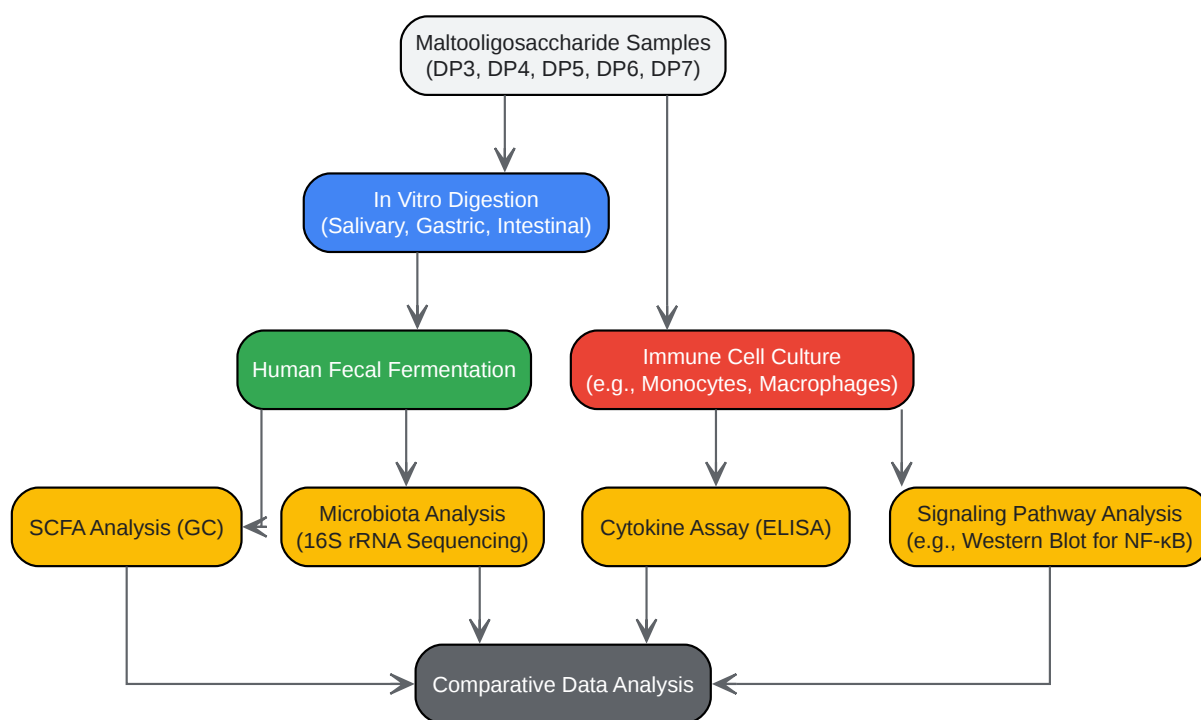 Maltooligosaccharide Samples
(DP3, DP4, DP5, DP6, DP7)
In Vitro Digestion
(Salivary, Gastric, Intestinal)
Human Fecal Fermentation
Immune Cell Culture
(e.g., Monocytes, Macrophages)
SCFA Analysis (GC)
Microbiota Analysis
(16S rRNA Sequencing)
Cytokine Assay (ELISA)
Signaling Pathway Analysis
(e.g., Western Blot for NF-κB)
Comparative Data Analysis